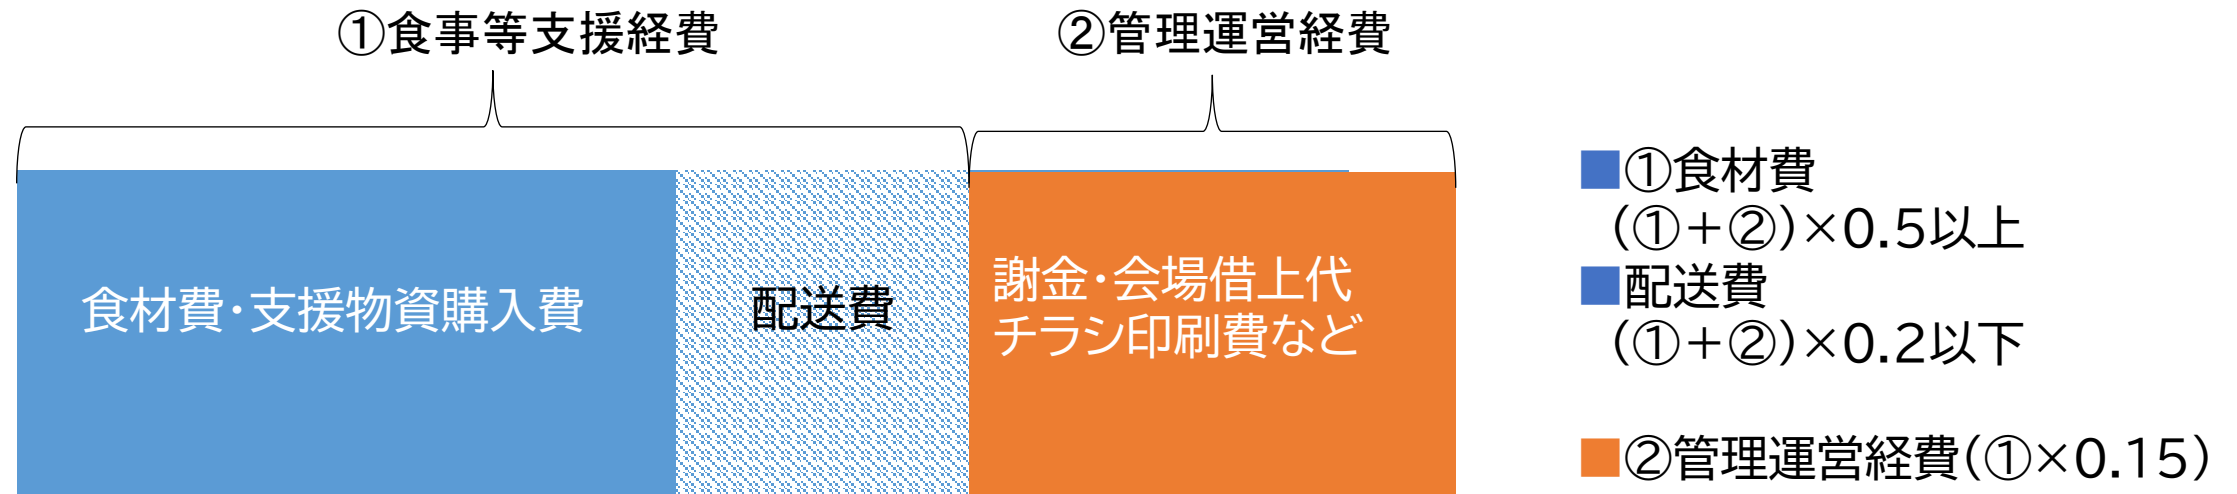 ①食事等支援経費
②管理運営経費
食材費・支援物資購入費
配送費
謝金・会場借上代
チラシ印刷費など
■①食材費
(①+②)×0.5以上
■配送費
(①+②)×0.2以下
■②管理運営経費(①×0.15)